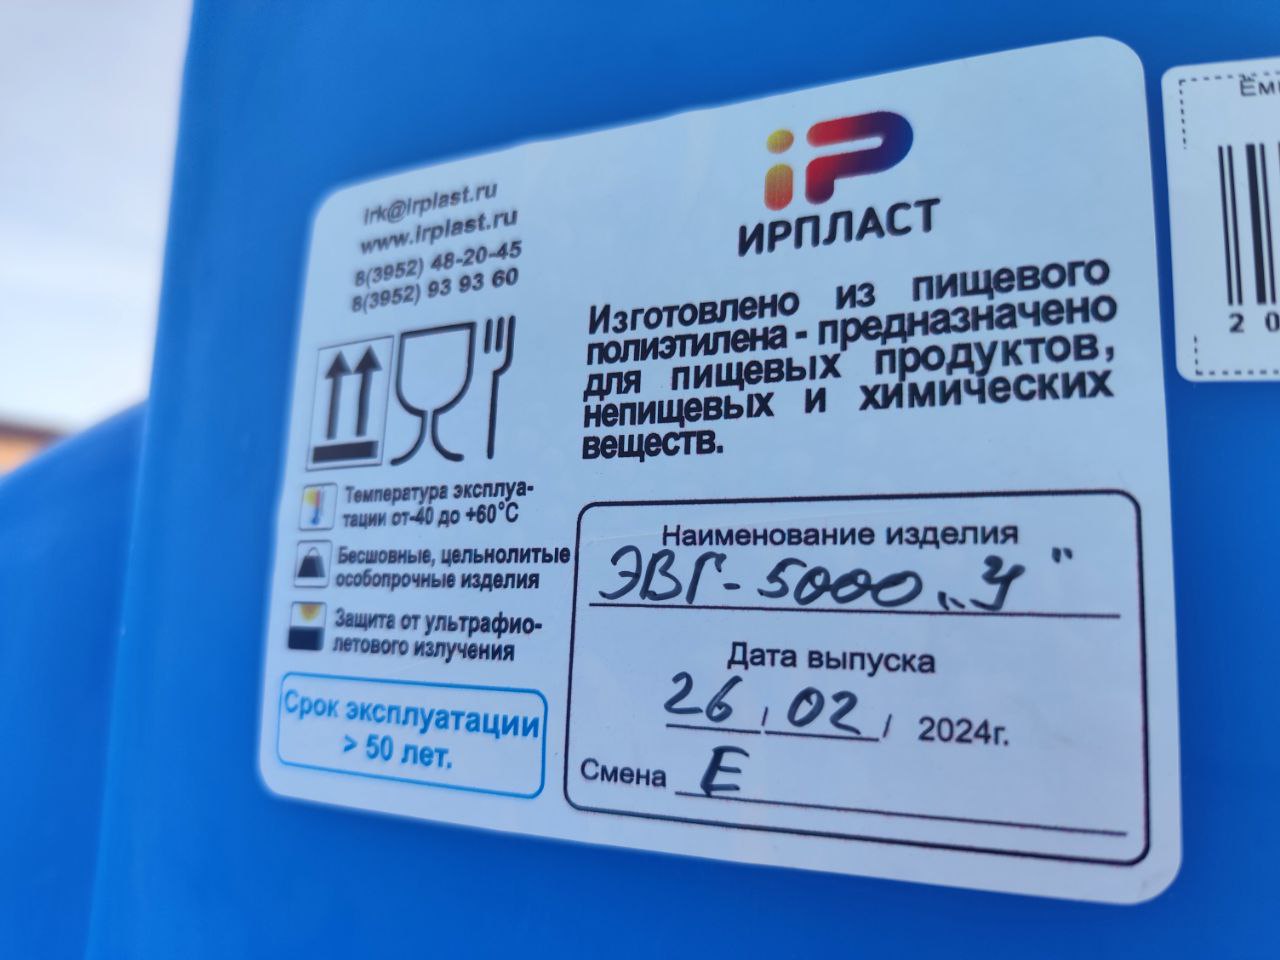 irk@irplast.ru
www.irplast.ru
8(3952) 48-20-45
8(3952) 93 93 60
Температура эксплуа-
тации от-40 до +60°C
Бесшовные, цельнолитые
особопрочные изделия
Защита от ультрафио-
летового излучения
Срок эксплуатации
> 50 лет.
iP
ИРПЛАСТ
Изготовлено из пищевого
полиэтилена - предназначено
для пищевых продуктов,
непищевых и химических
веществ.
Наименование изделия
ЭВГ-5000 „У"
Дата выпуска
26 / 02 / 2024г.
Смена E
2 0